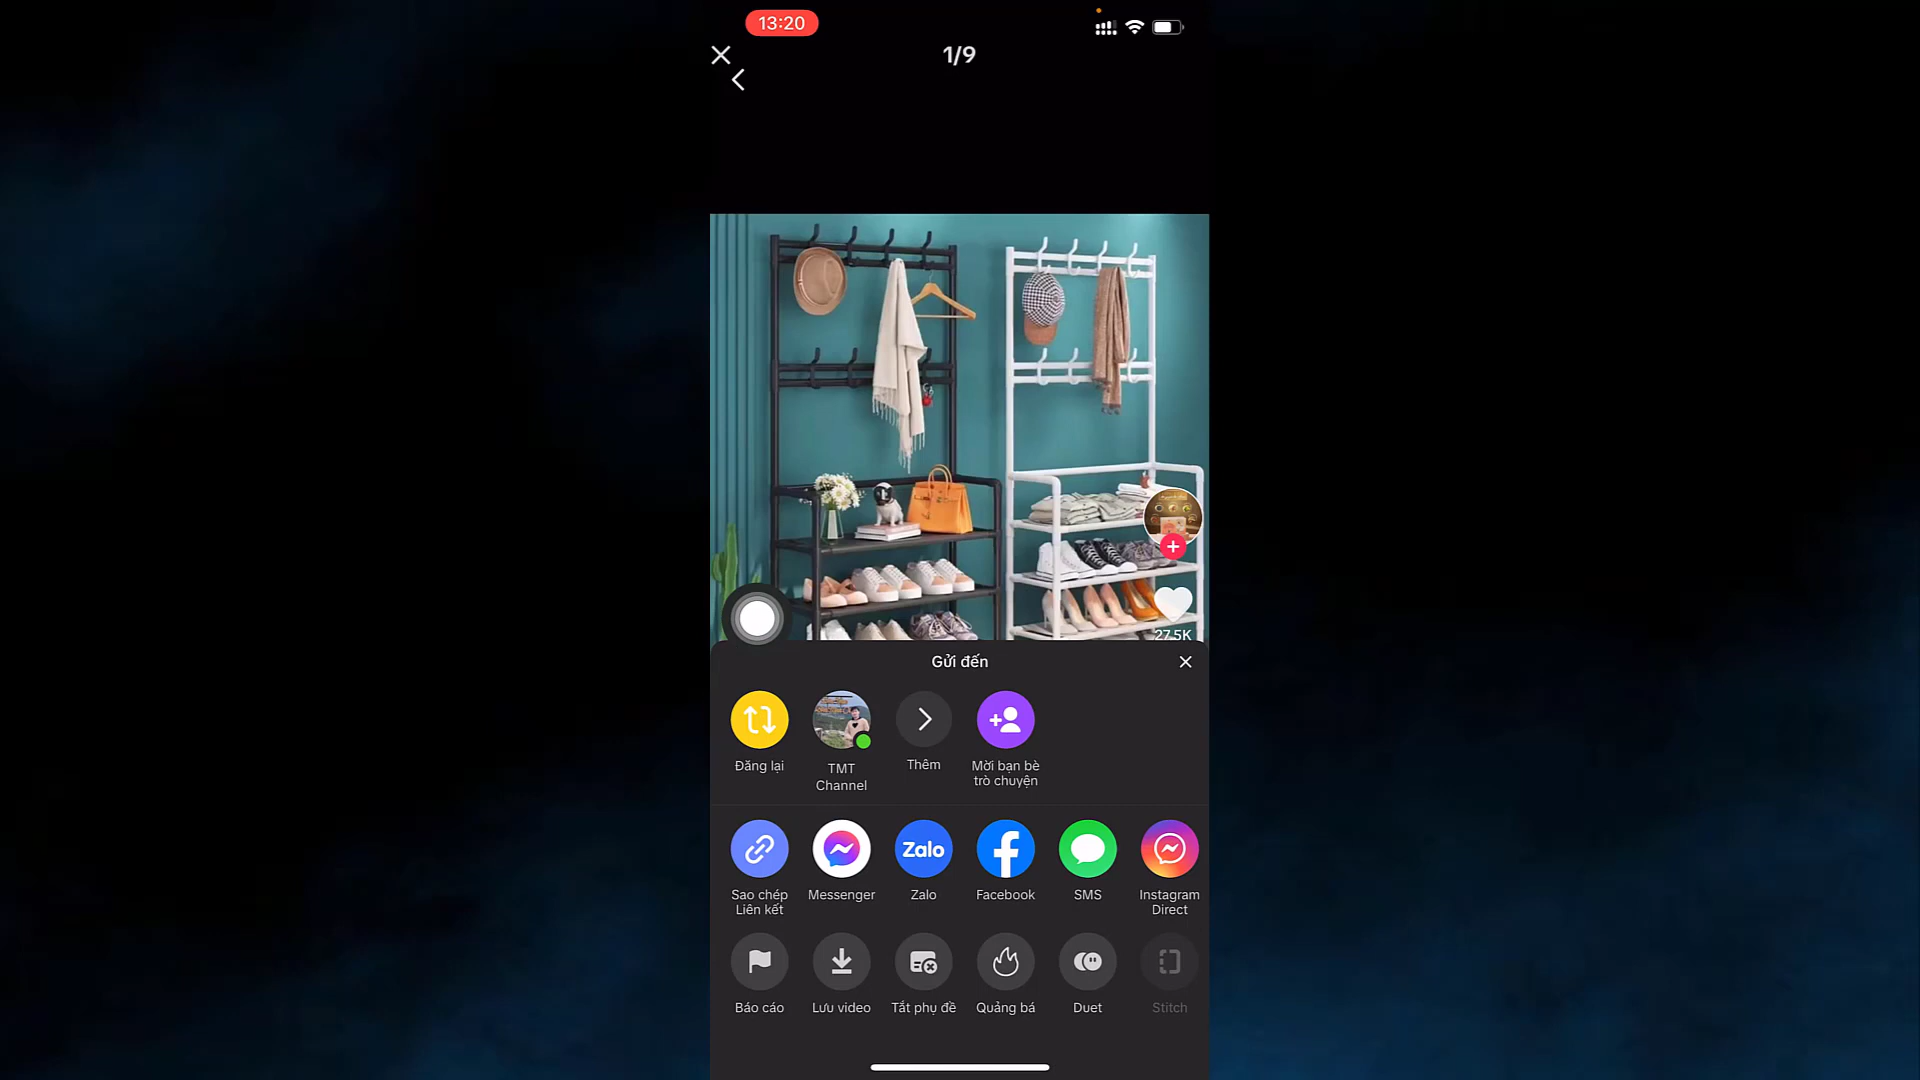 13:20
1/9
27.5K
Gửi đến
Đăng lại
TMT
Channel
Thêm
Mời bạn bè
trò chuyện
Zalo
Sao chép
Liên kết
Messenger
Zalo
Facebook
SMS
Instagram
Direct
Báo cáo
Lưu video
Tắt phụ đề
Quảng bá
Duet
Stitch